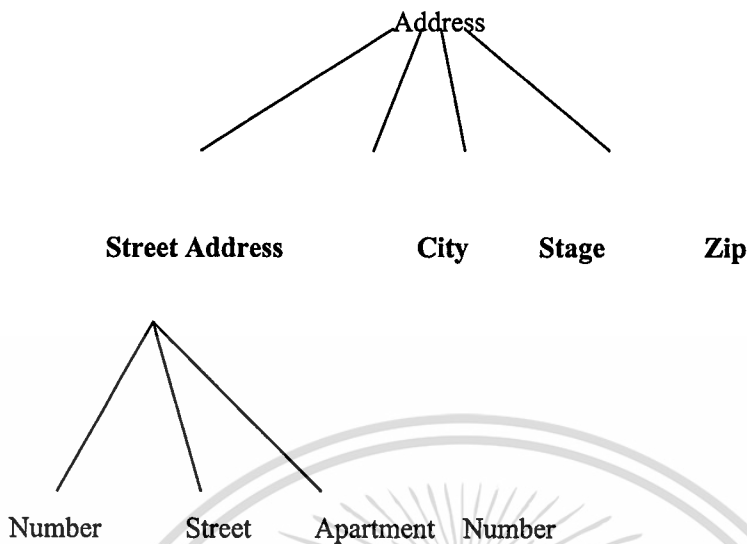 Address
Street Address City Stage Zip
Number Street Apartment Number